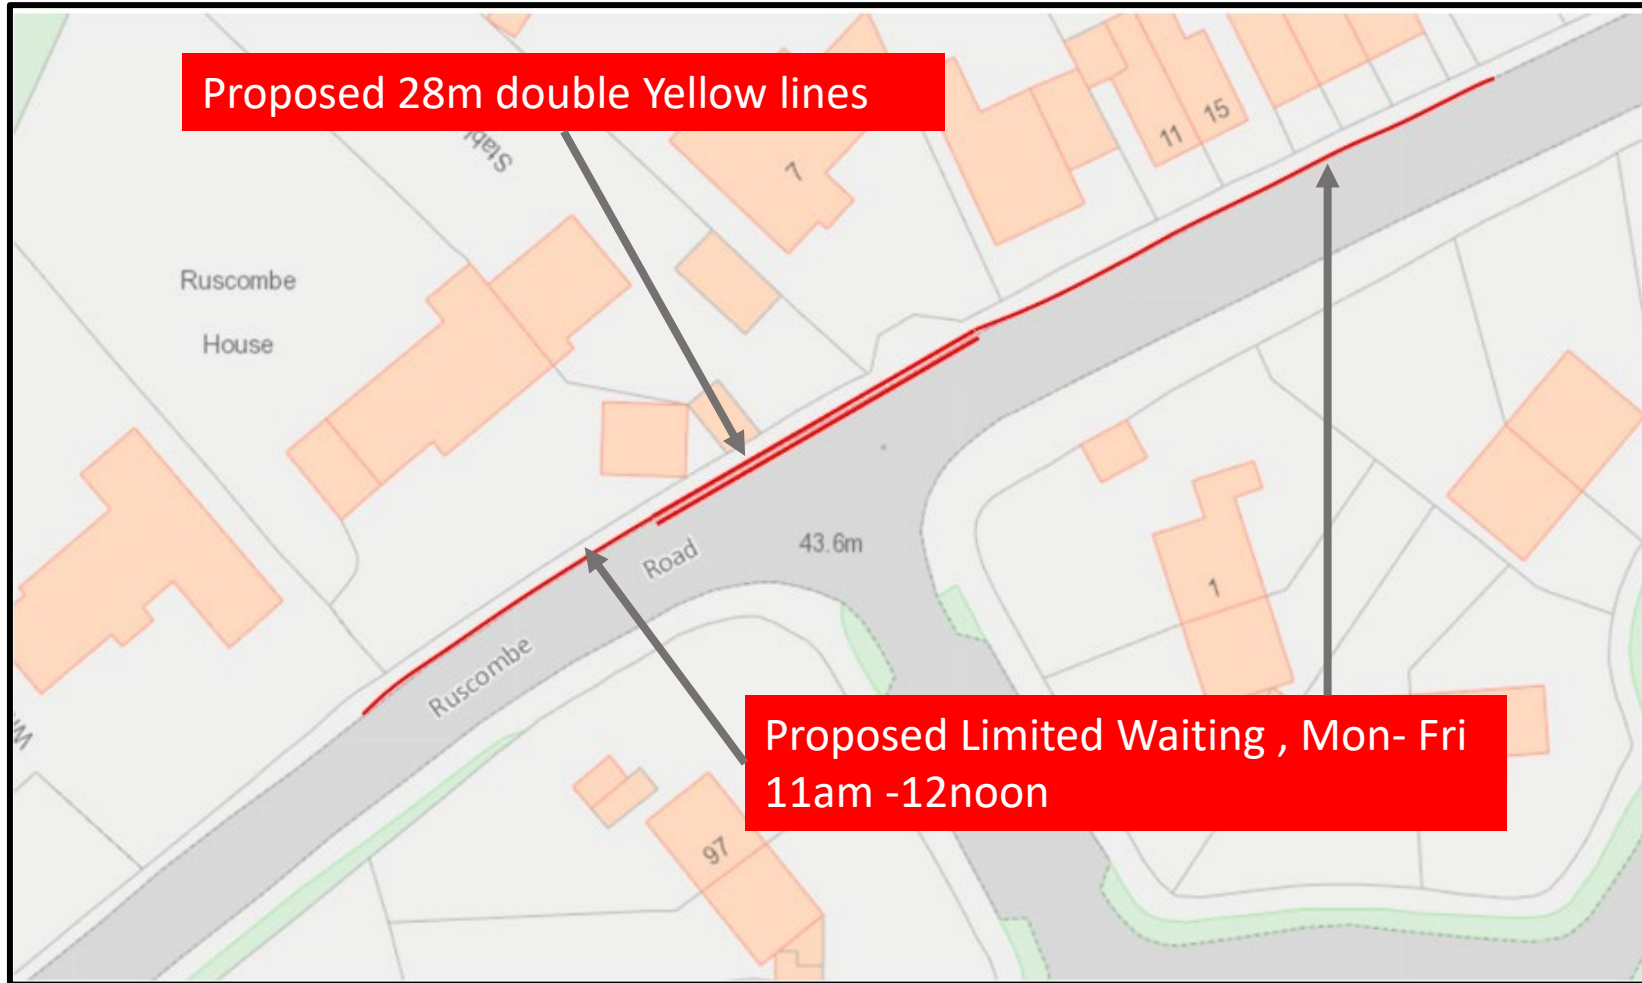 Proposed 28m double Yellow lines
7
11
15
Ruscombe
House
43.6m
Road
Ruscombe
1
Proposed Limited Waiting , Mon- Fri
11am -12noon
97